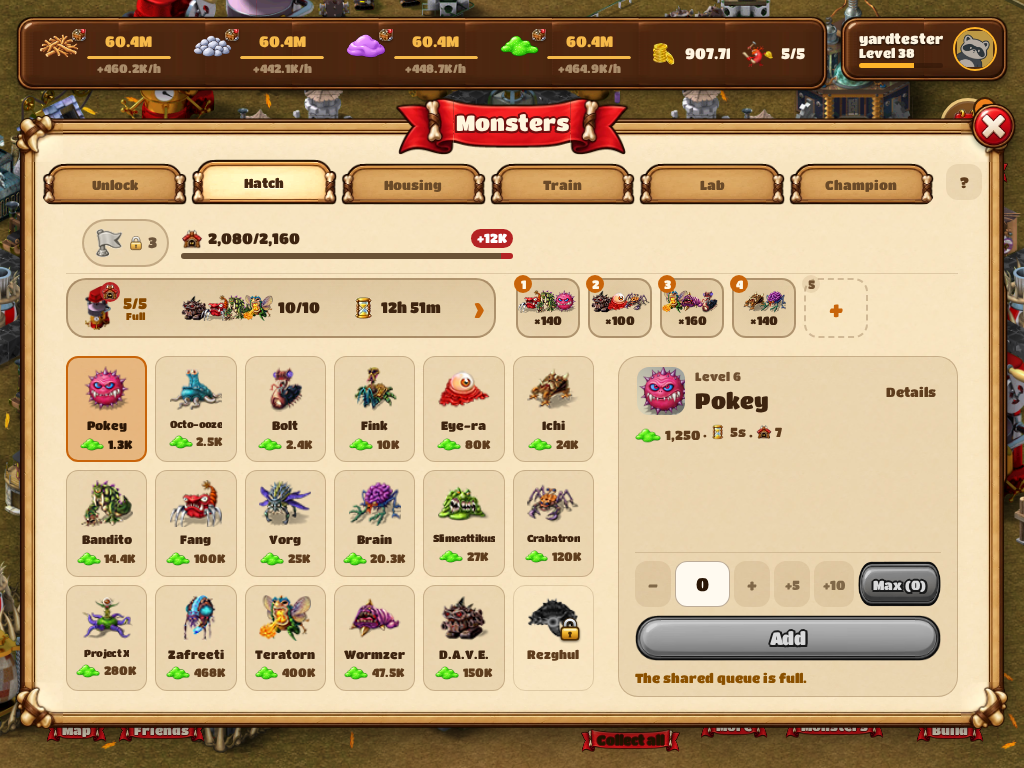 60.4M
60.4M
60.4M
60.4M
907.7
5/5
+460.2K/h
+442.1K/h
+448.7K/h
+464.9K/h
yardtester
Level 38
Monsters
Unlock
Hatch
Housing
Train
Lab
Champion
?
3
2,080/2,160
+12K
5/5
Full
10/10
12h 51m
1
×140
2
×100
3
×160
4
×140
5
+
Pokey
1.3K
Octo-ooze
2.5K
Bolt
2.4K
Fink
10K
Eye-ra
80K
Ichi
24K
Bandito
14.4K
Fang
100K
Vorg
25K
Brain
20.3K
Slimeattikus
27K
Crabatron
120K
Project X
280K
Zafreeti
468K
Teratorn
400K
Wormzer
47.5K
D.A.V.E.
150K
Rezghul
Level 6
Pokey
Details
1,250 · 5s · 7
−
0
+
+5
+10
Max (0)
Add
The shared queue is full.
Map
Friends
Collect all
More
Monsters
Build